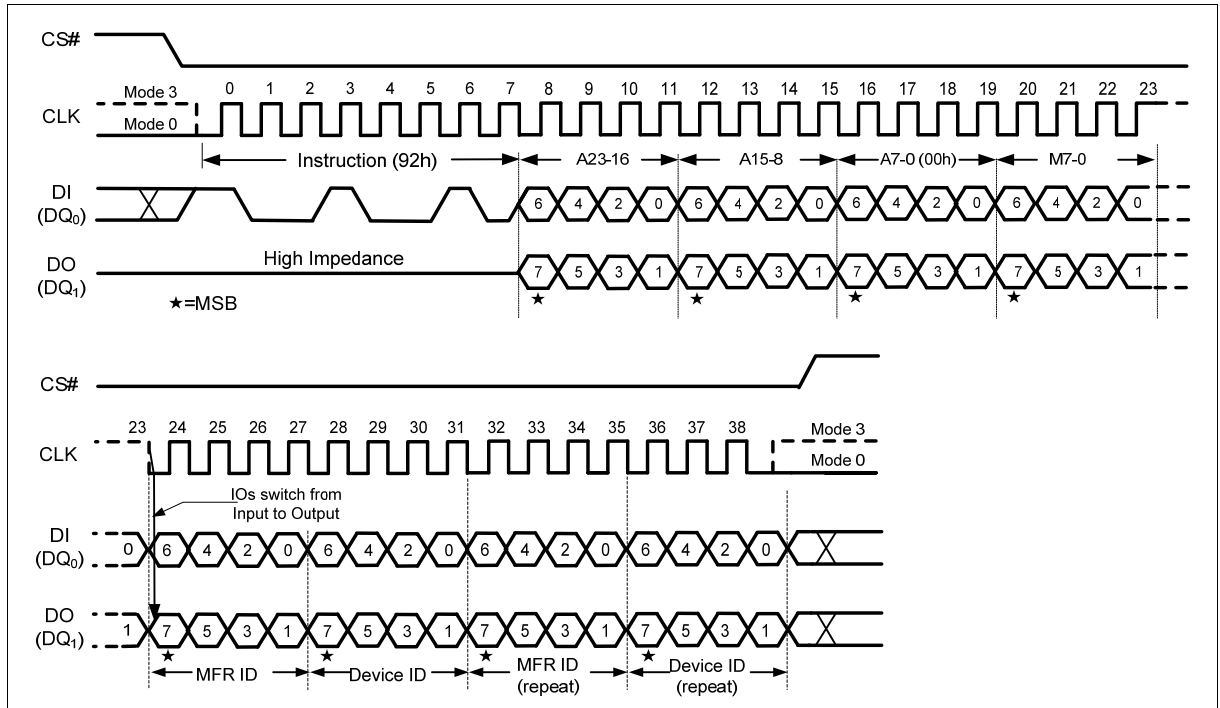 CS#
Mode 3
0 1 2 3 4 5 6 7 8 9 10 11 12 13 14 15 16 17 18 19 20 21 22 23
CLK
Mode 0
Instruction (92h) A23-16 A15-8 A7-0 (00h) M7-0
DI
(DQ0)
6 4 2 0 6 4 2 0 6 4 2 0 6 4 2 0
DO
(DQ1)
High Impedance
7 5 3 1 7 5 3 1 7 5 3 1 7 5 3 1
★ ★ ★ ★
★=MSB
CS#
23 24 25 26 27 28 29 30 31 32 33 34 35 36 37 38
Mode 3
CLK
Mode 0
IOs switch from
Input to Output
DI
(DQ0)
0 6 4 2 0 6 4 2 0 6 4 2 0 6 4 2 0
DO
(DQ1)
1 7 5 3 1 7 5 3 1 7 5 3 1 7 5 3 1
★ ★ ★ ★
MFR ID Device ID MFR ID
(repeat)
Device ID
(repeat)